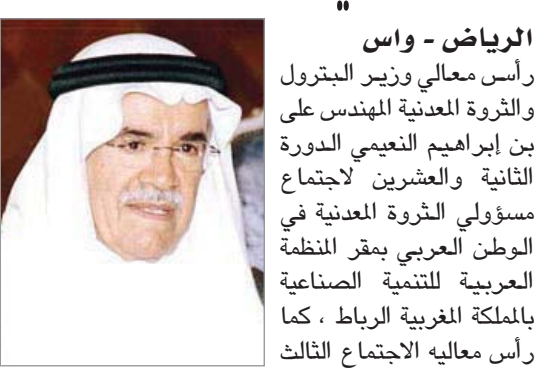 الرياض - واس
رأس معالي وزير البترول
والثروة المعدنية المهندس على
بن إبراهيم النعيمي الدورة
الثانية والعشرين لاجتماع
مسؤولي الثروة المعدنية في
الوطن العربي بمقر المنظمة
العربية للتنمية الصناعية
بالمملكة المغربية الرباط ، كما
رأس معاليه الاجتماع الثالث